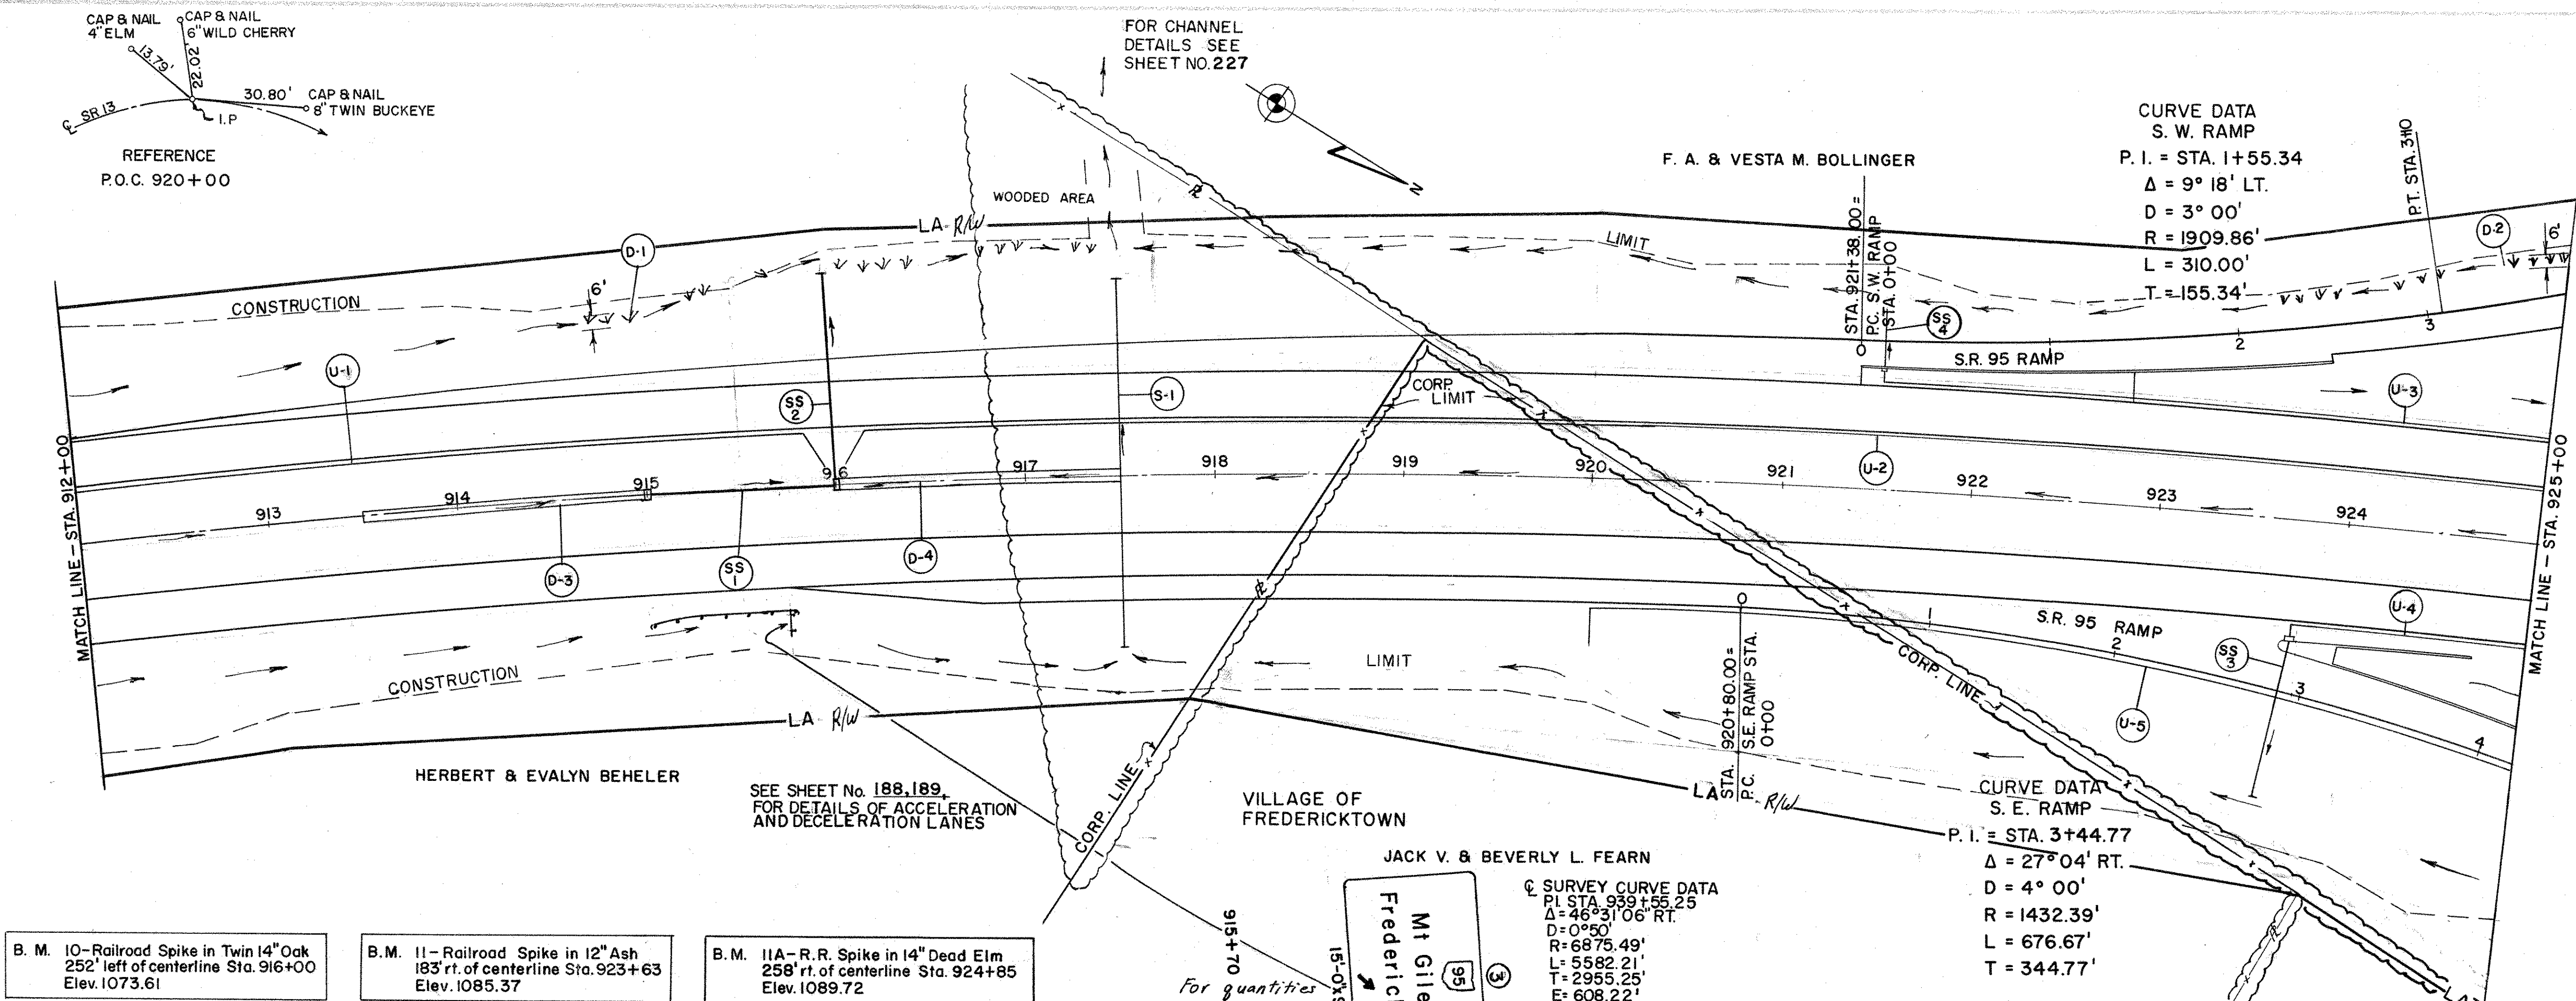 CAP & NAIL
4" ELM
CAP & NAIL
6" WILD CHERRY
13.79'
22.02'
30.80'
CAP & NAIL
8" TWIN BUCKEYE
℄ SR 13
I.P
REFERENCE
P.O.C. 920+00
FOR CHANNEL
DETAILS SEE
SHEET NO. 227
N
WOODED AREA
F. A. & VESTA M. BOLLINGER
CURVE DATA
S. W. RAMP
P. I. = STA. 1+55.34
Δ = 9° 18' LT.
D = 3° 00'
R = 1909.86'
L = 310.00'
T = 155.34'
P.T. STA. 3+10
D-2
6'
LA R/W
D-1
6'
CONSTRUCTION
LIMIT
STA. 921+38.00 =
P.C. S.W. RAMP
STA. 0+00
SS 4
0
1
2
3
S.R. 95 RAMP
U-1
SS 2
S-1
CORP.
LIMIT
U-3
U-2
MATCH LINE – STA. 912+00
913
914
915
916
917
918
919
920
921
922
923
924
MATCH LINE – STA. 925+00
D-3
SS 1
D-4
P̸
0
1
S.R. 95 RAMP
2
3
4
U-4
SS 3
U-5
CONSTRUCTION
LIMIT
CORP. LINE
STA. 920+80.00 =
P.C. S.E. RAMP STA.
0+00
LA R/W
LA R/W
HERBERT & EVALYN BEHELER
SEE SHEET No. 188,189,
FOR DETAILS OF ACCELERATION
AND DECELERATION LANES
CORP. LINE
VILLAGE OF
FREDERICKTOWN
JACK V. & BEVERLY L. FEARN
CURVE DATA
S. E. RAMP
P. I. = STA. 3+44.77
Δ = 27° 04' RT.
D = 4° 00'
R = 1432.39'
L = 676.67'
T = 344.77'
℄ SURVEY CURVE DATA
P.I. STA. 939+55.25
Δ = 46°31'06" RT.
D = 0°50'
R = 6875.49'
L = 5582.21'
T = 2955.25'
E = 608.22'
Mt Gile
Frederic
95
3
915+70
For quantities
B. M. 10–Railroad Spike in Twin 14" Oak
252' left of centerline Sta. 916+00
Elev. 1073.61
B.M. 11–Railroad Spike in 12" Ash
183' rt. of centerline Sta. 923+63
Elev. 1085.37
B.M. 11A–R.R. Spike in 14" Dead Elm
258' rt. of centerline Sta. 924+85
Elev. 1089.72